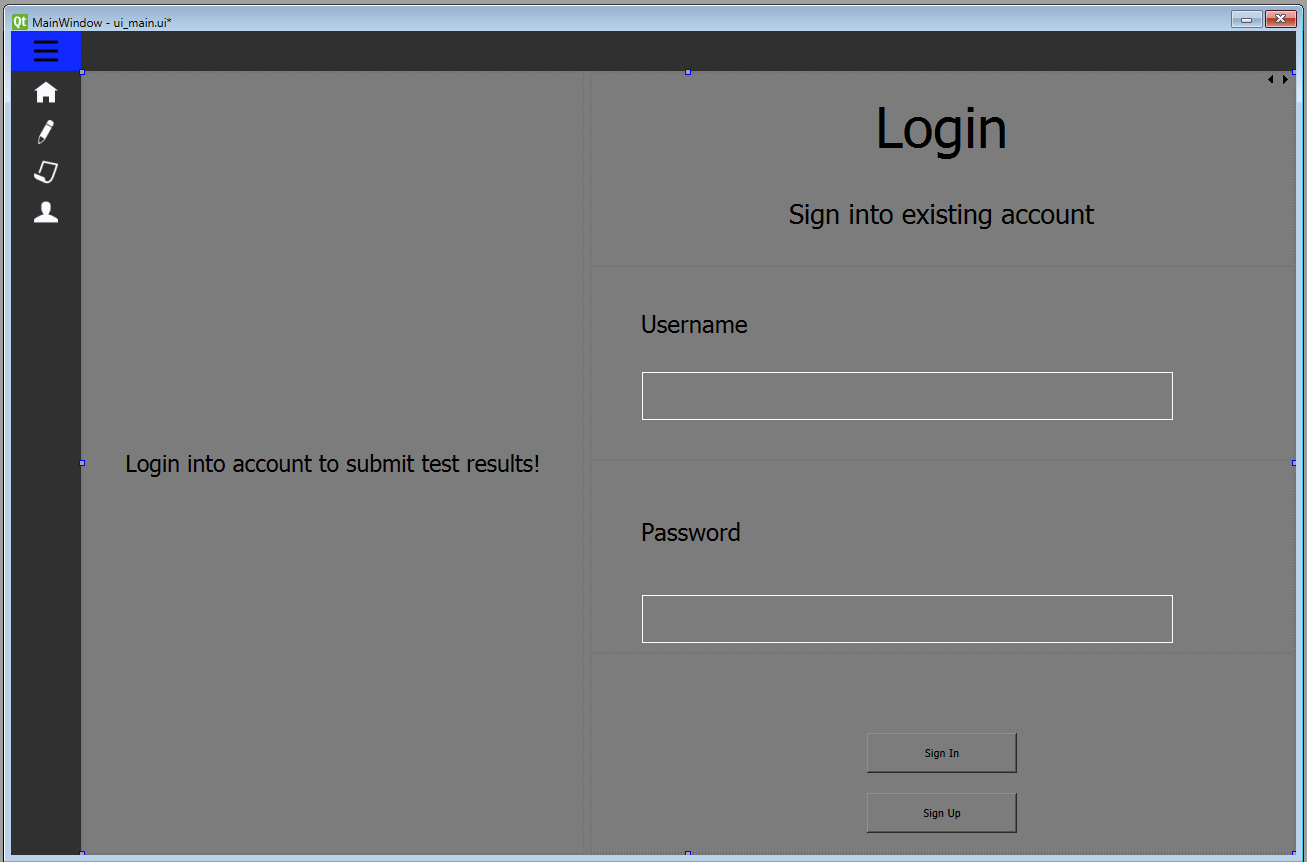 Qt MainWindow - ui_main.ui*
Login
Sign into existing account
Username
Login into account to submit test results!
Password
Sign In
Sign Up